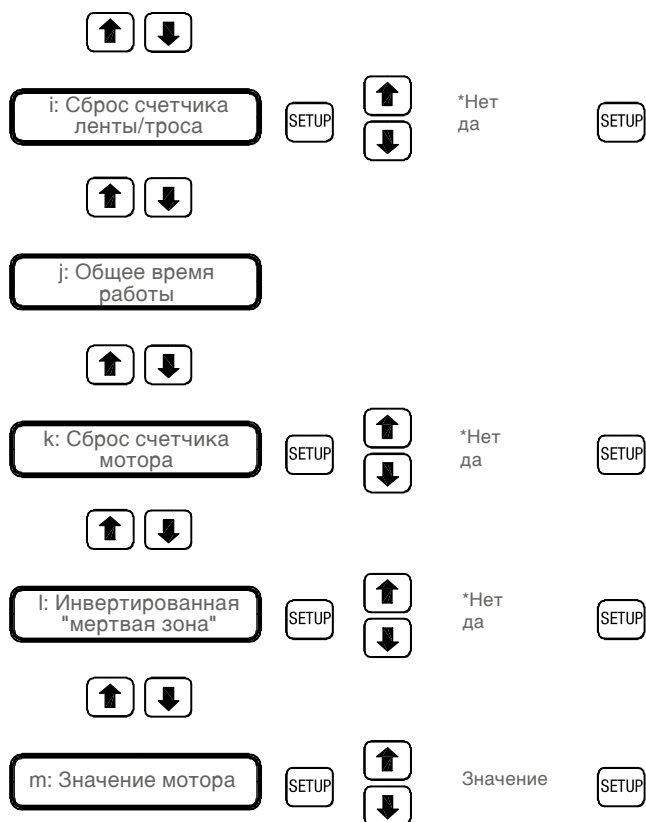 i: Сброс счетчика
ленты/троса
SETUP
*Нет
да
SETUP
j: Общее время
работы
k: Сброс счетчика
мотора
SETUP
*Нет
да
SETUP
l: Инвертированная
"мертвая зона"
SETUP
*Нет
да
SETUP
m: Значение мотора
SETUP
Значение
SETUP